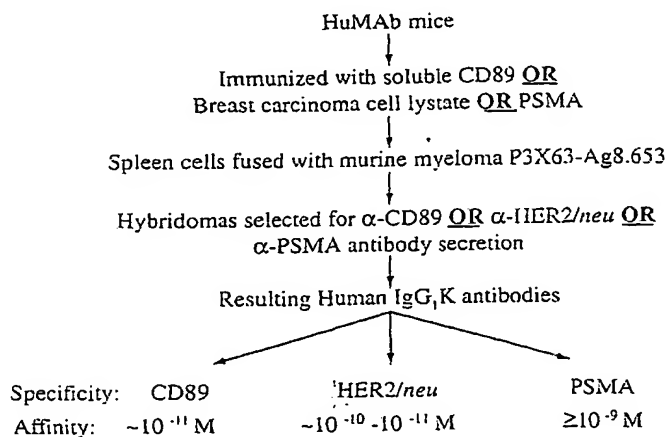 HuMAb mice
Immunized with soluble CD89 OR
Breast carcinoma cell lystate OR PSMA
Spleen cells fused with murine myeloma P3X63-Ag8.653
Hybridomas selected for α-CD89 OR α-HER2/neu OR
α-PSMA antibody secretion
Resulting Human IgG₁K antibodies
Specificity: CD89 HER2/neu PSMA
Affinity: ~10⁻¹¹ M ~10⁻¹⁰ -10⁻¹¹ M ≥10⁻⁹ M